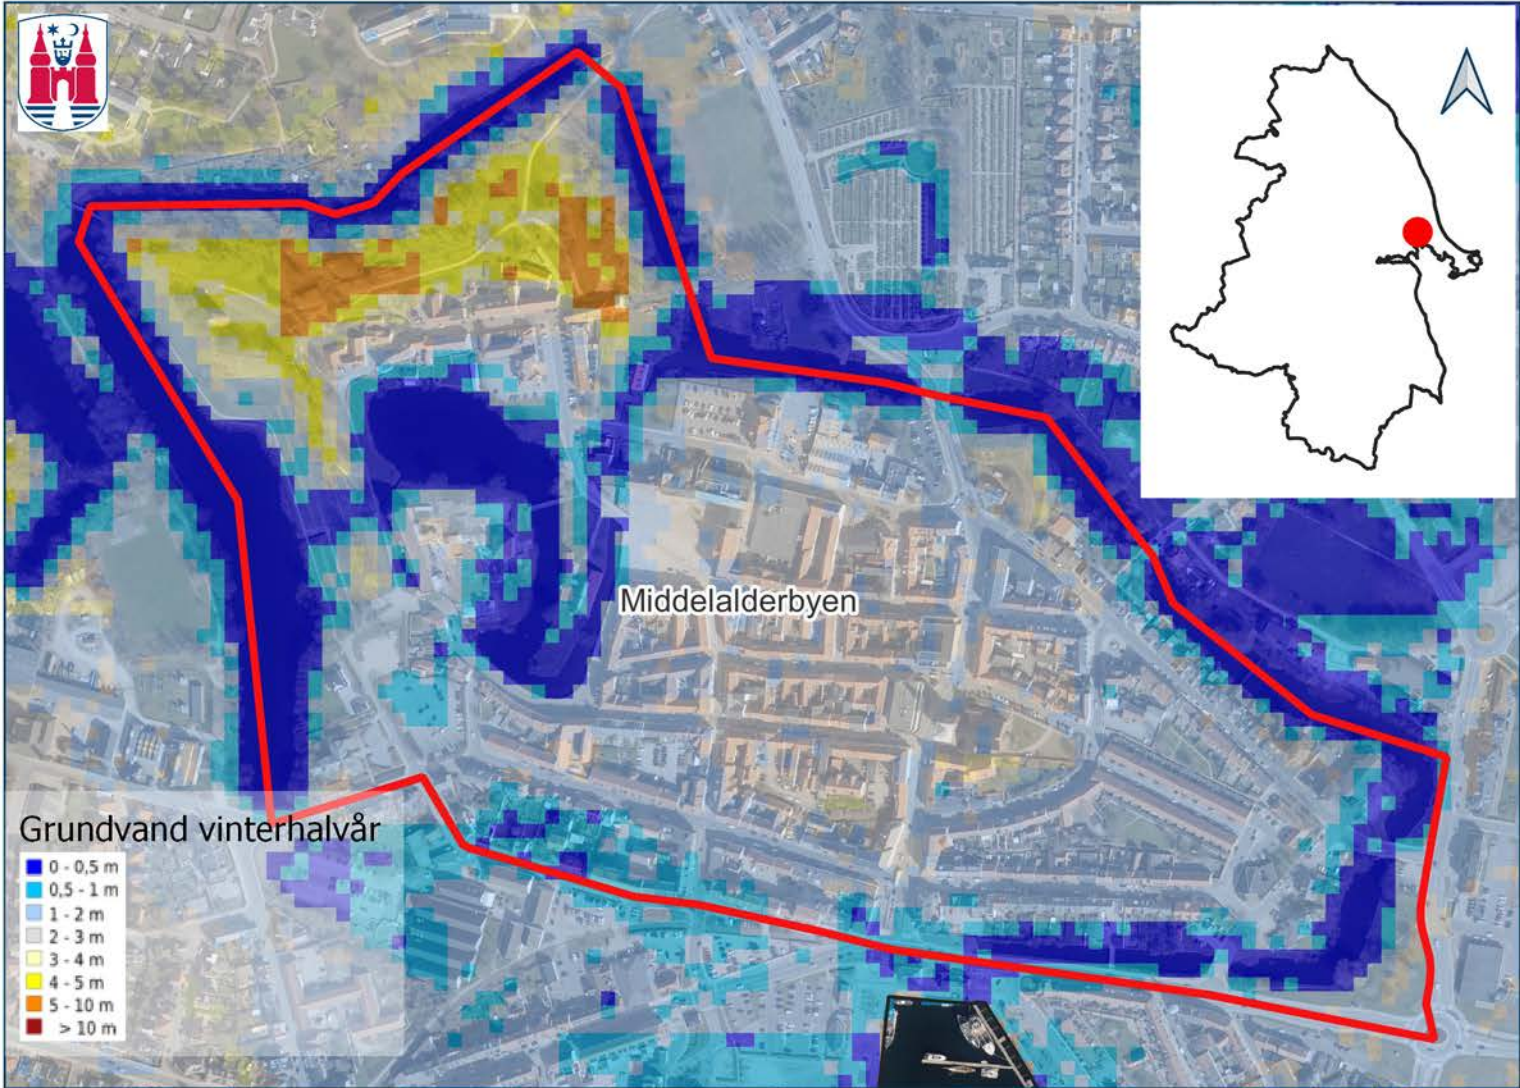 Middelalderbyen
Grundvand vinterhalvår
0 - 0,5 m
0,5 - 1 m
1 - 2 m
2 - 3 m
3 - 4 m
4 - 5 m
5 - 10 m
> 10 m